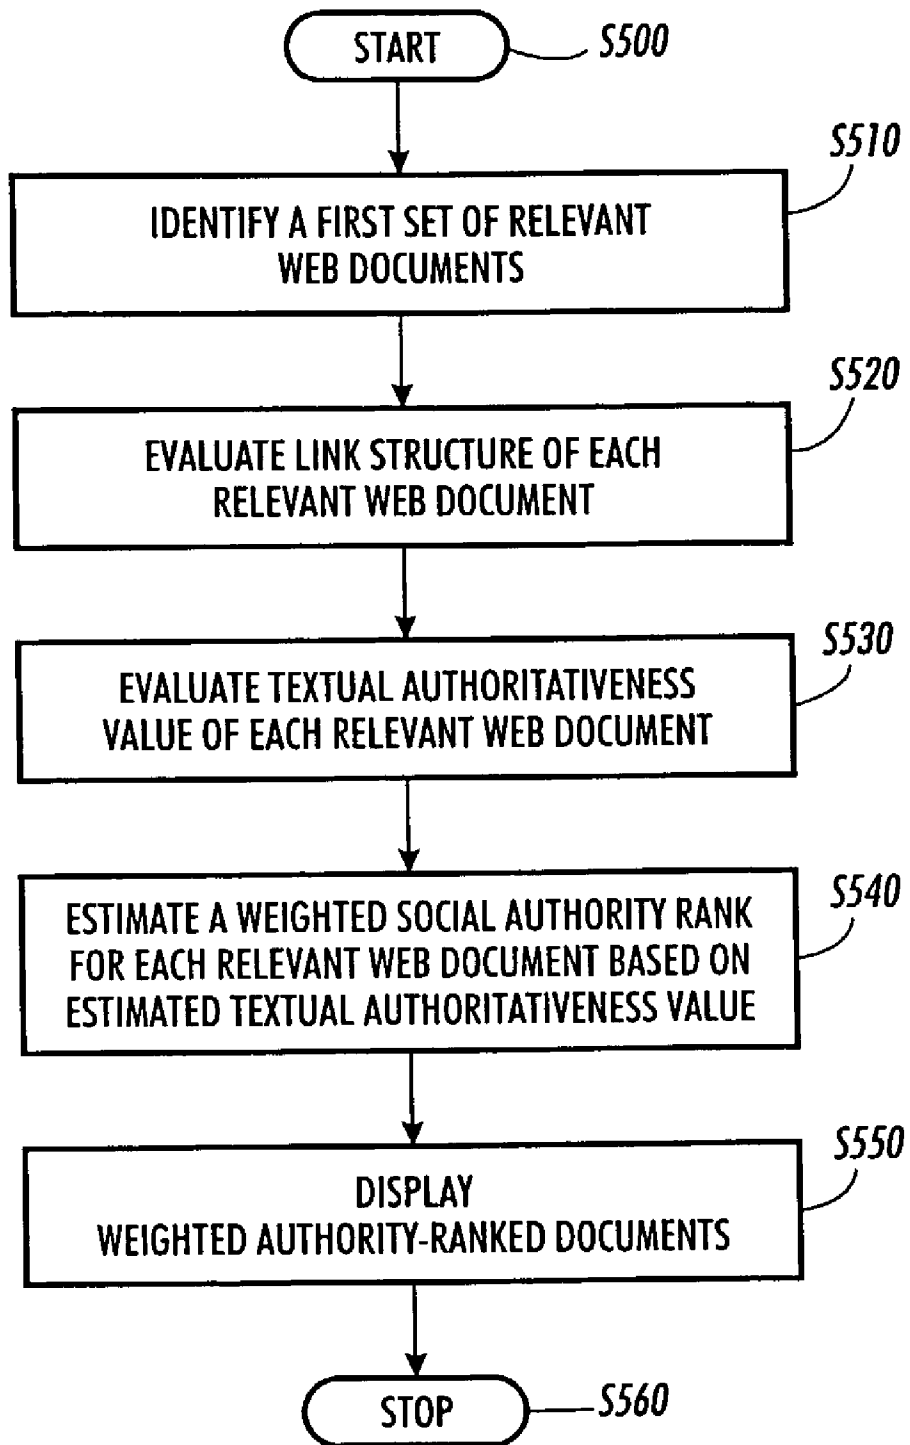 START
S500
S510
IDENTIFY A FIRST SET OF RELEVANT
WEB DOCUMENTS
S520
EVALUATE LINK STRUCTURE OF EACH
RELEVANT WEB DOCUMENT
S530
EVALUATE TEXTUAL AUTHORITATIVENESS
VALUE OF EACH RELEVANT WEB DOCUMENT
S540
ESTIMATE A WEIGHTED SOCIAL AUTHORITY RANK
FOR EACH RELEVANT WEB DOCUMENT BASED ON
ESTIMATED TEXTUAL AUTHORITATIVENESS VALUE
S550
DISPLAY
WEIGHTED AUTHORITY-RANKED DOCUMENTS
STOP
S560